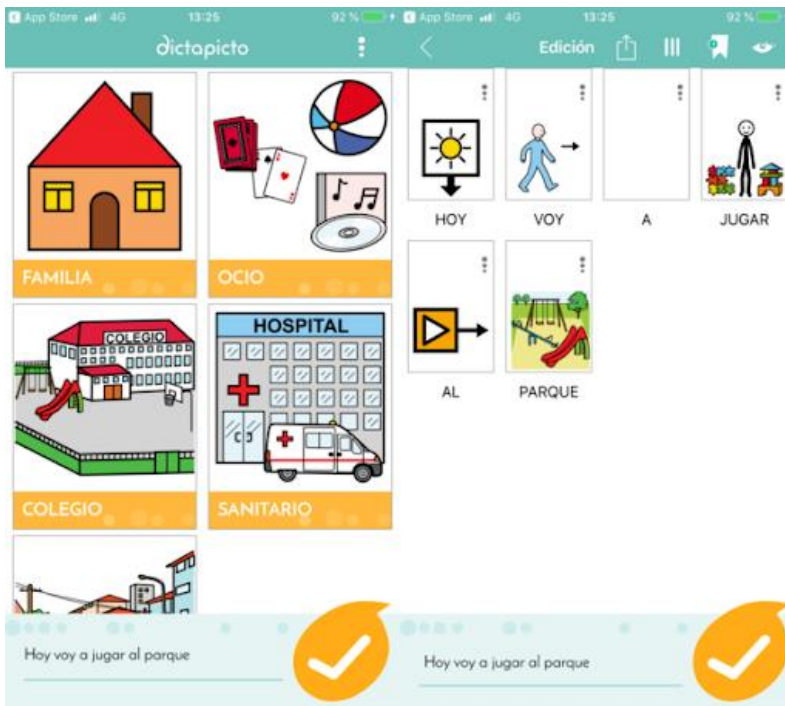 App Store 4G 13:25 92 %
dictapicto
FAMILIA
OCIO
COLEGIO
COLEGIO
HOSPITAL
SANITARIO
Hoy voy a jugar al parque
App Store 4G 13:25 92 %
Edición
HOY VOY A JUGAR
AL PARQUE
Hoy voy a jugar al parque